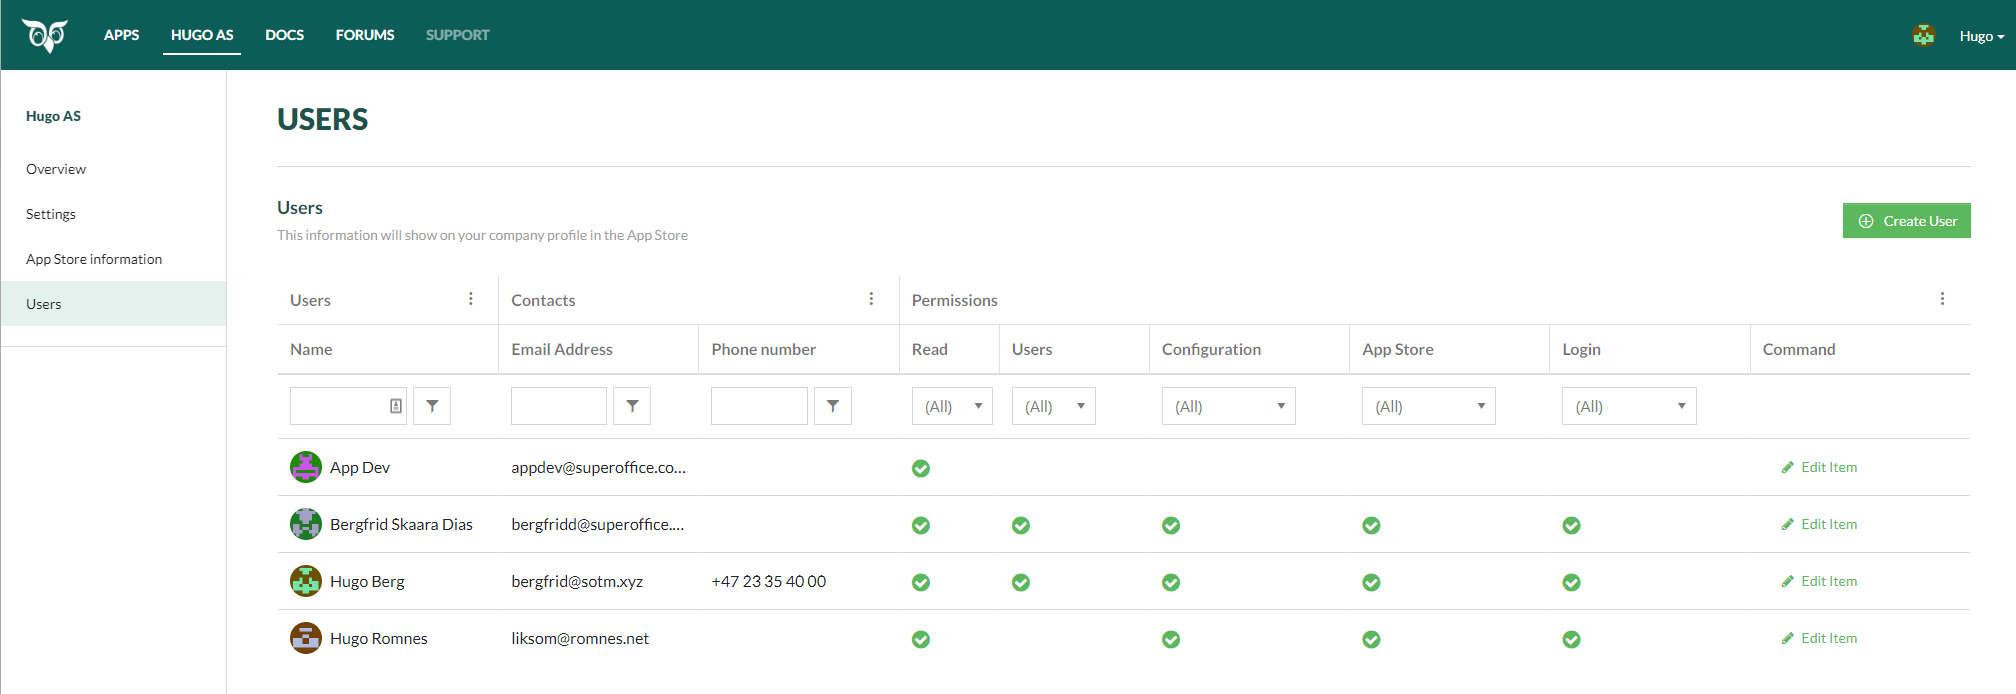 APPS HUGO AS DOCS FORUMS SUPPORT Hugo
Hugo AS
Overview
Settings
App Store information
Users
USERS
Users
This information will show on your company profile in the App Store
Create User
Users Contacts Permissions
Name Email Address Phone number Read Users Configuration App Store Login Command
(All) (All) (All) (All) (All)
App Dev appdev@superoffice.co... Edit Item
Bergfrid Skaara Dias bergfridd@superoffice.... Edit Item
Hugo Berg bergfrid@sotm.xyz +47 23 35 40 00 Edit Item
Hugo Romnes liksom@romnes.net Edit Item